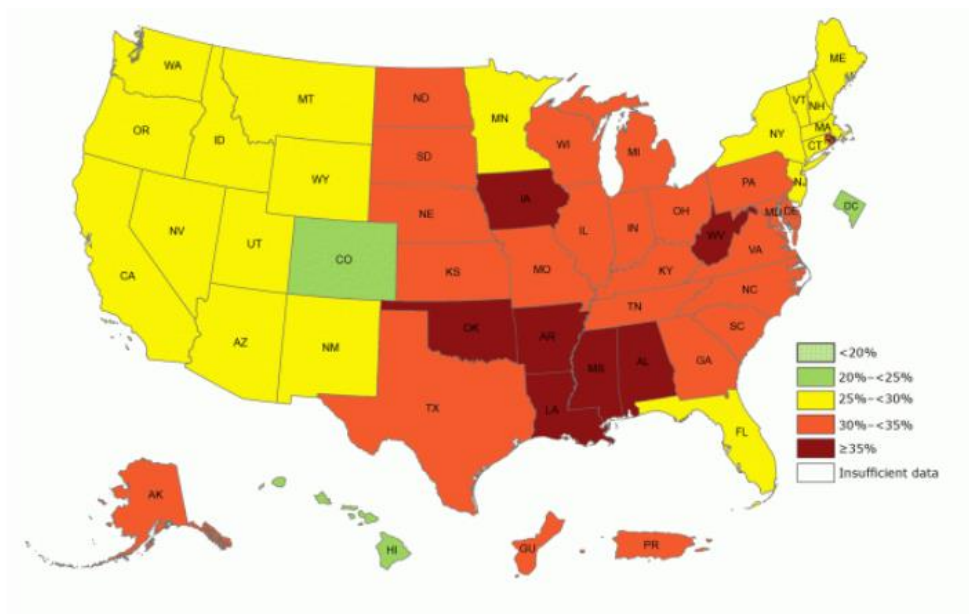 WA
MT
ND
MN
ME
VT
NH
OR
ID
SD
WI
MI
NY
MA
CT
WY
IA
PA
NJ
NE
OH
MD
DE
DC
NV
UT
CO
IL
IN
WV
VA
CA
KS
MO
KY
NC
TN
AZ
NM
OK
AR
SC
MS
AL
GA
TX
LA
FL
<20%
20%-<25%
25%-<30%
30%-<35%
≥35%
Insufficient data
AK
HI
GU
PR